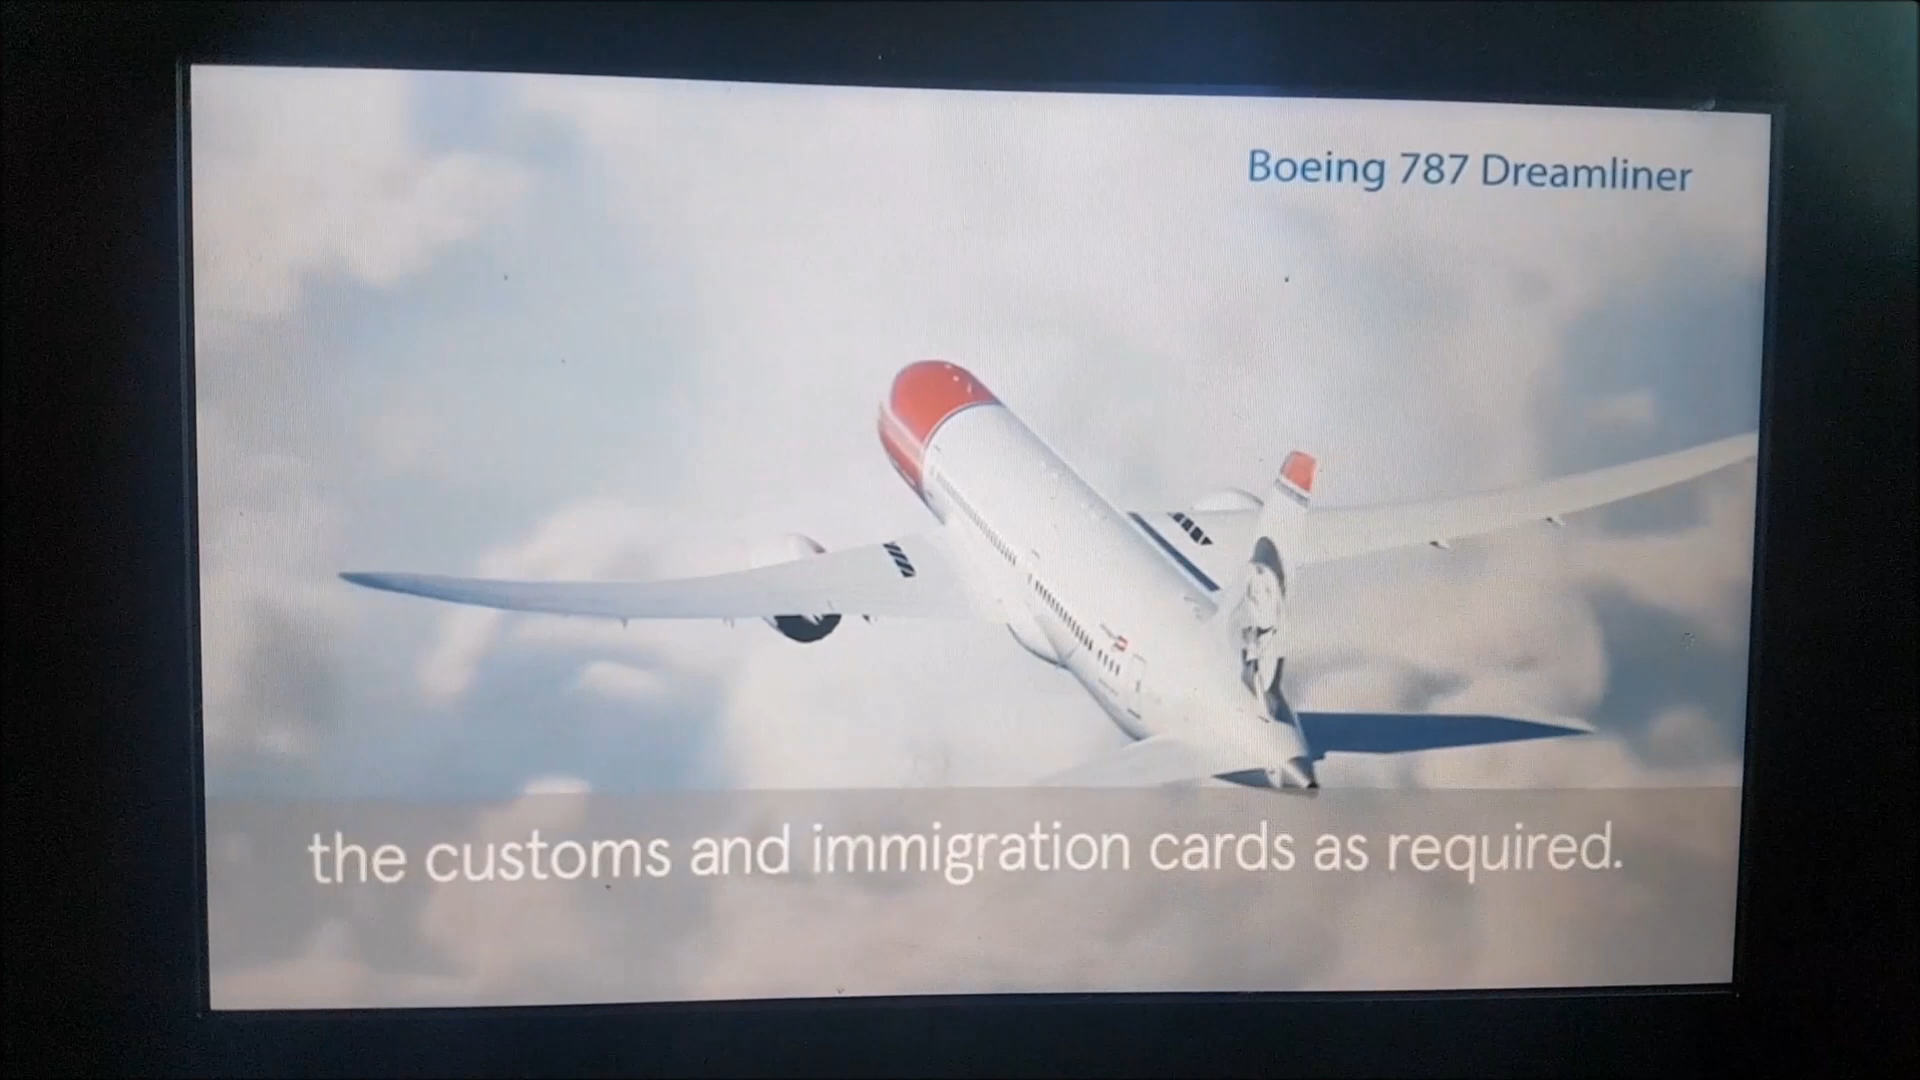 Boeing 787 Dreamliner
the customs and immigration cards as required.